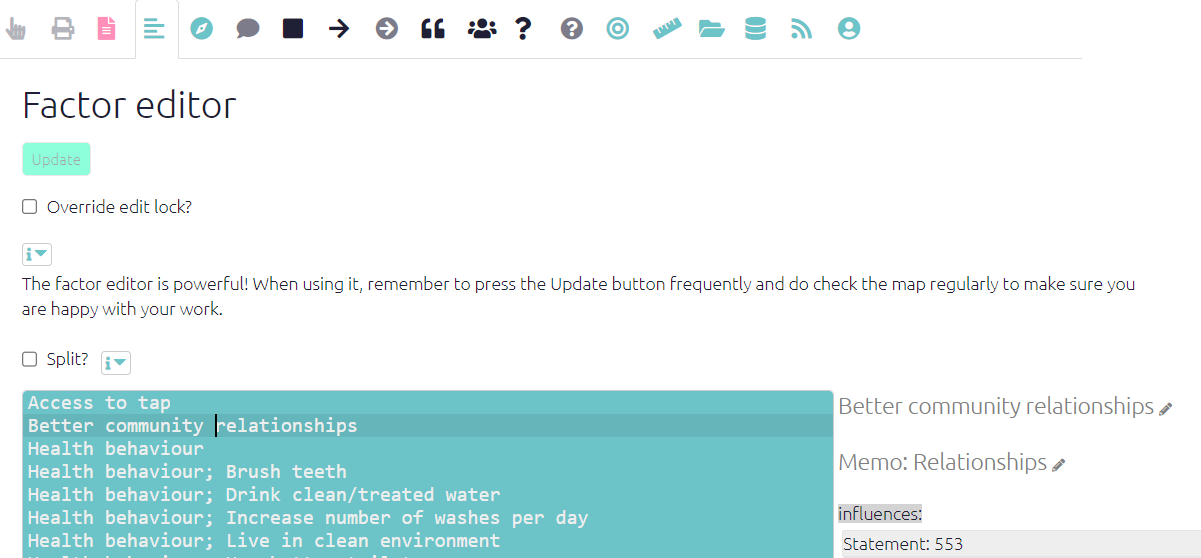 Factor editor
Update
Override edit lock?
The factor editor is powerful! When using it, remember to press the Update button frequently and do check the map regularly to make sure you
are happy with your work.
Split?
Access to tap
Better community relationships
Health behaviour
Health behaviour; Brush teeth
Health behaviour; Drink clean/treated water
Health behaviour; Increase number of washes per day
Health behaviour; Live in clean environment
Better community relationships
Memo: Relationships
influences:
Statement: 553